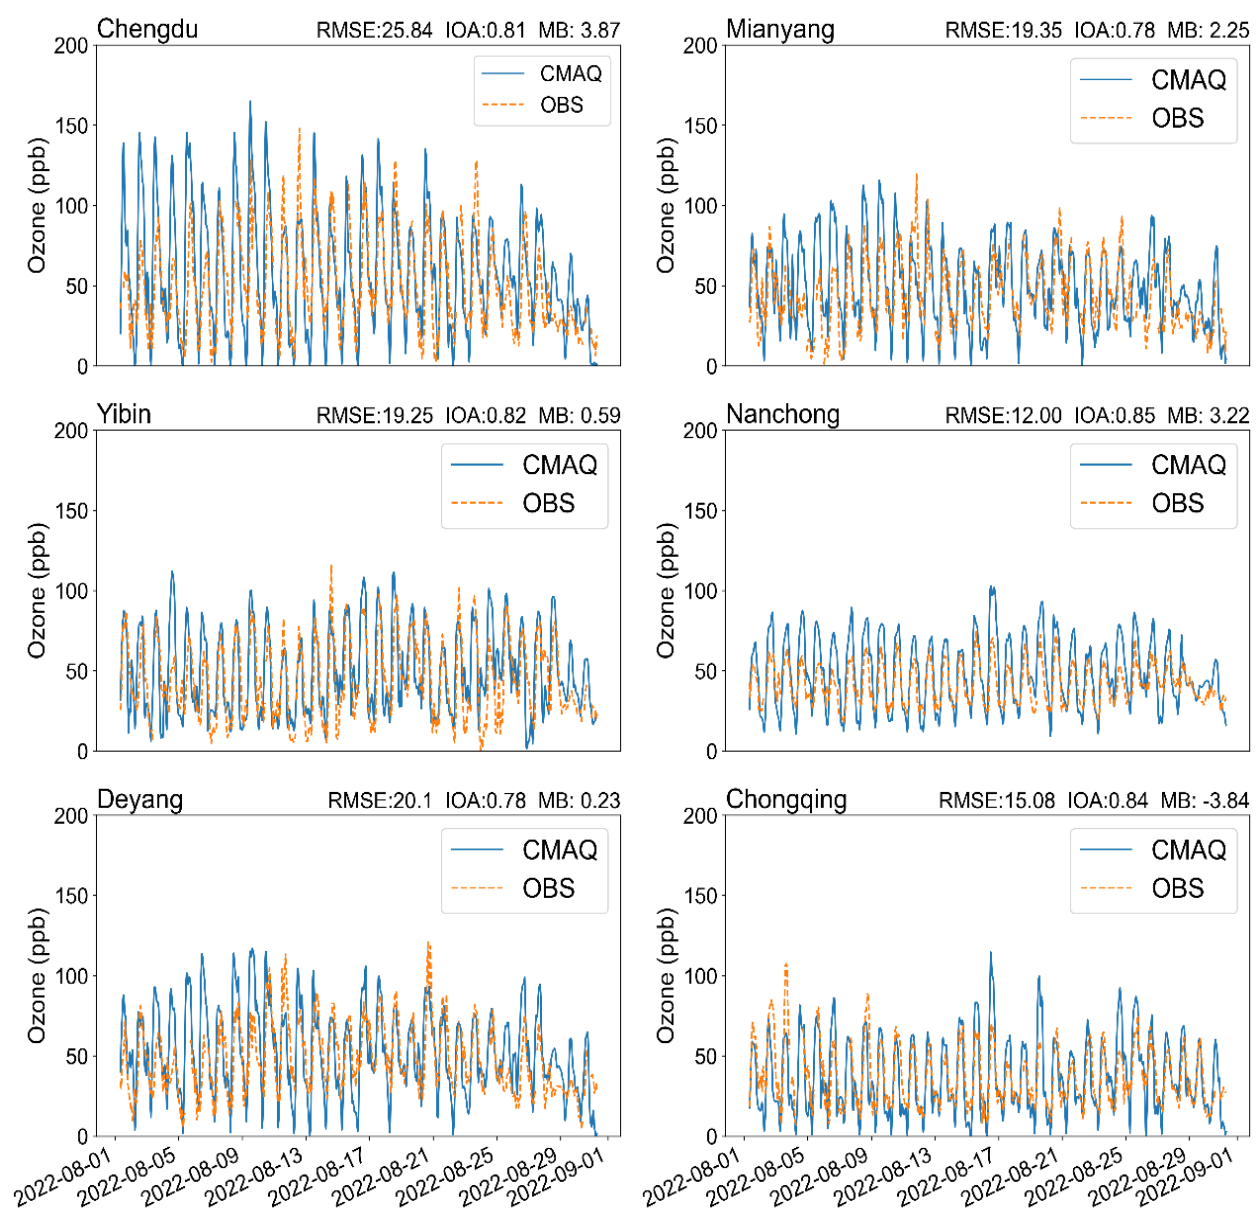 Chengdu RMSE:25.84 IOA:0.81 MB: 3.87
200
150
100
50
0
Ozone (ppb)
CMAQ
OBS
Mianyang RMSE:19.35 IOA:0.78 MB: 2.25
200
150
100
50
0
Ozone (ppb)
CMAQ
OBS
Yibin RMSE:19.25 IOA:0.82 MB: 0.59
200
150
100
50
0
Ozone (ppb)
CMAQ
OBS
Nanchong RMSE:12.00 IOA:0.85 MB: 3.22
200
150
100
50
0
Ozone (ppb)
CMAQ
OBS
Deyang RMSE:20.1 IOA:0.78 MB: 0.23
200
150
100
50
0
Ozone (ppb)
CMAQ
OBS
2022-08-01
2022-08-05
2022-08-09
2022-08-13
2022-08-17
2022-08-21
2022-08-25
2022-08-29
2022-09-01
Chongqing RMSE:15.08 IOA:0.84 MB: -3.84
200
150
100
50
0
Ozone (ppb)
CMAQ
OBS
2022-08-01
2022-08-05
2022-08-09
2022-08-13
2022-08-17
2022-08-21
2022-08-25
2022-08-29
2022-09-01